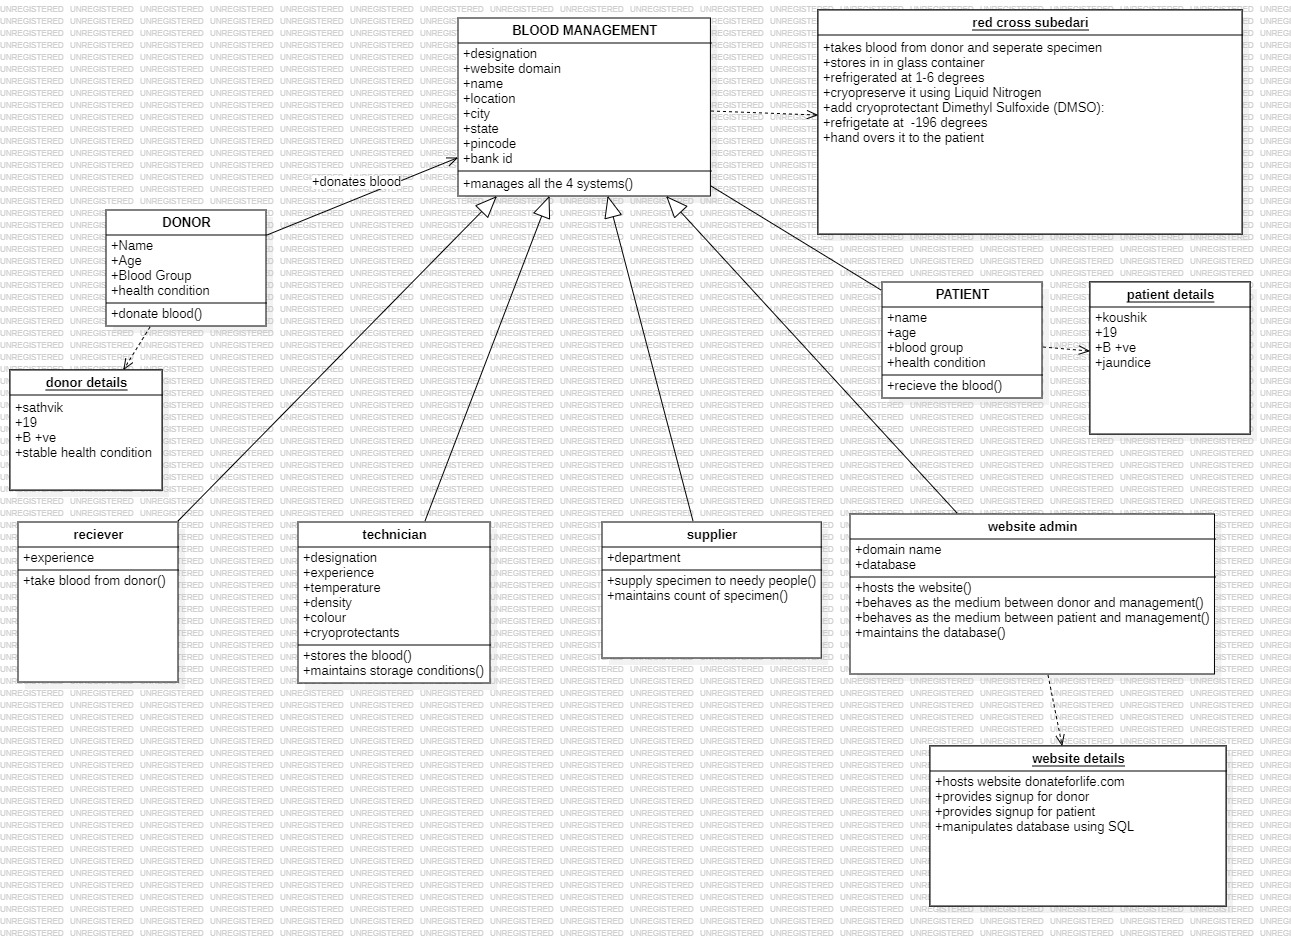 BLOOD MANAGEMENT
+designation
+website domain
+name
+location
+city
+state
+pincode
+bank id
+manages all the 4 systems()
red cross subedari
+takes blood from donor and seperate specimen
+stores in in glass container
+refrigerated at 1-6 degrees
+cryopreserve it using Liquid Nitrogen
+add cryoprotectant Dimethyl Sulfoxide (DMSO):
+refrigetate at  -196 degrees
+hand overs it to the patient
+donates blood
DONOR
+Name
+Age
+Blood Group
+health condition
+donate blood()
PATIENT
+name
+age
+blood group
+health condition
+recieve the blood()
patient details
+koushik
+19
+B +ve
+jaundice
donor details
+sathvik
+19
+B +ve
+stable health condition
reciever
+experience
+take blood from donor()
technician
+designation
+experience
+temperature
+density
+colour
+cryoprotectants
+stores the blood()
+maintains storage conditions()
supplier
+department
+supply specimen to needy people()
+maintains count of specimen()
website admin
+domain name
+database
+hosts the website()
+behaves as the medium between donor and management()
+behaves as the medium between patient and management()
+maintains the database()
website details
+hosts website donateforlife.com
+provides signup for donor
+provides signup for patient
+manipulates database using SQL
UNREGISTERED